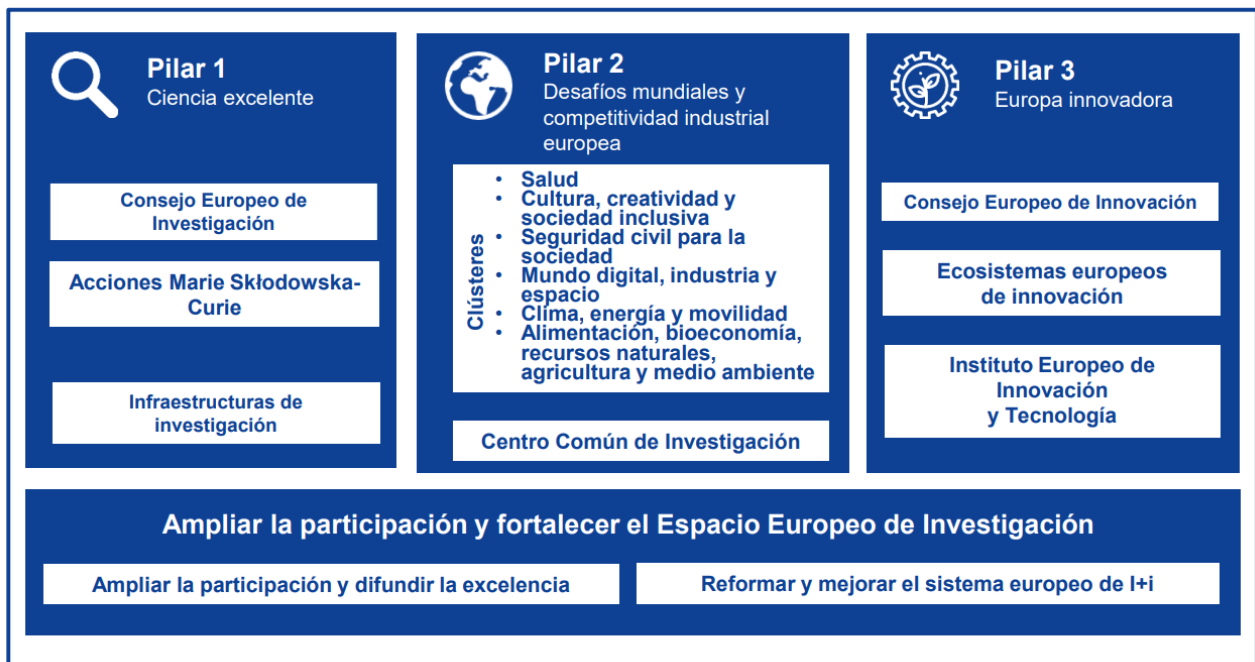 Pilar 1
Ciencia excelente
Consejo Europeo de
Investigación
Acciones Marie Skłodowska-
Curie
Infraestructuras de
investigación
Pilar 2
Desafíos mundiales y
competitividad industrial
europea
Clústeres
• Salud
• Cultura, creatividad y
sociedad inclusiva
• Seguridad civil para la
sociedad
• Mundo digital, industria y
espacio
• Clima, energía y movilidad
• Alimentación, bioeconomía,
recursos naturales,
agricultura y medio ambiente
Centro Común de Investigación
Pilar 3
Europa innovadora
Consejo Europeo de Innovación
Ecosistemas europeos
de innovación
Instituto Europeo de
Innovación
y Tecnología
Ampliar la participación y fortalecer el Espacio Europeo de Investigación
Ampliar la participación y difundir la excelencia
Reformar y mejorar el sistema europeo de I+i